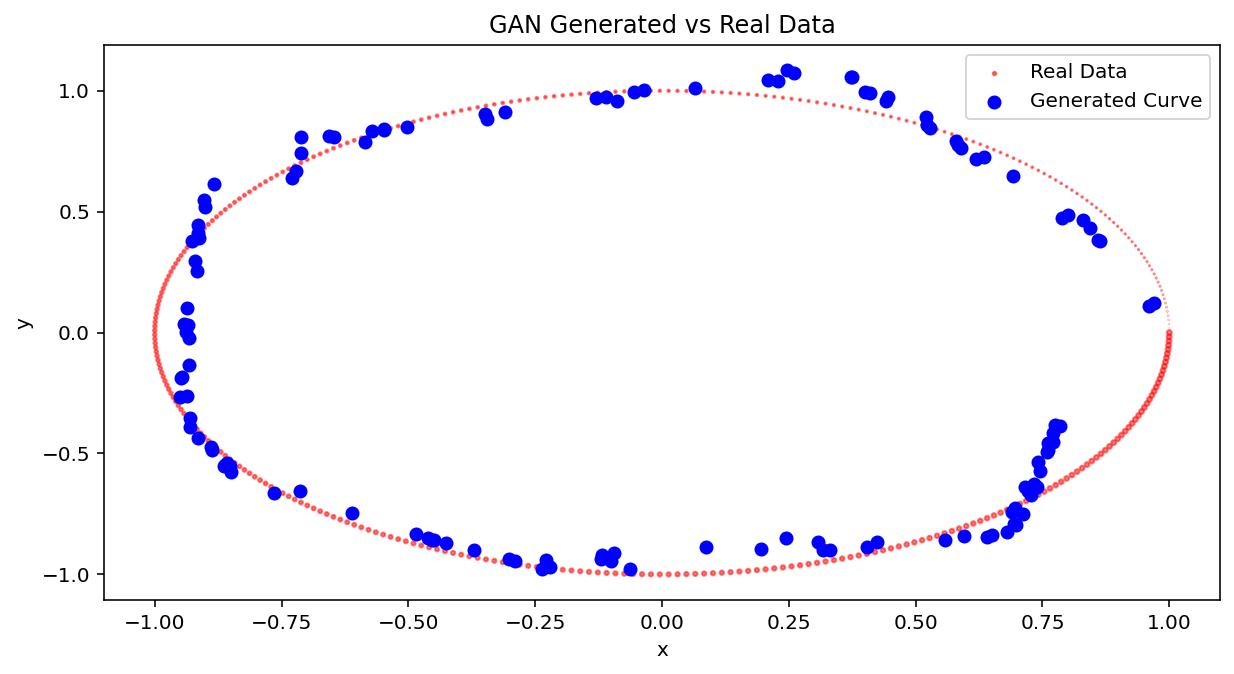 GAN Generated vs Real Data
Real Data
Generated Curve
1.0
0.5
0.0
−0.5
−1.0
y
−1.00 −0.75 −0.50 −0.25 0.00 0.25 0.50 0.75 1.00
x